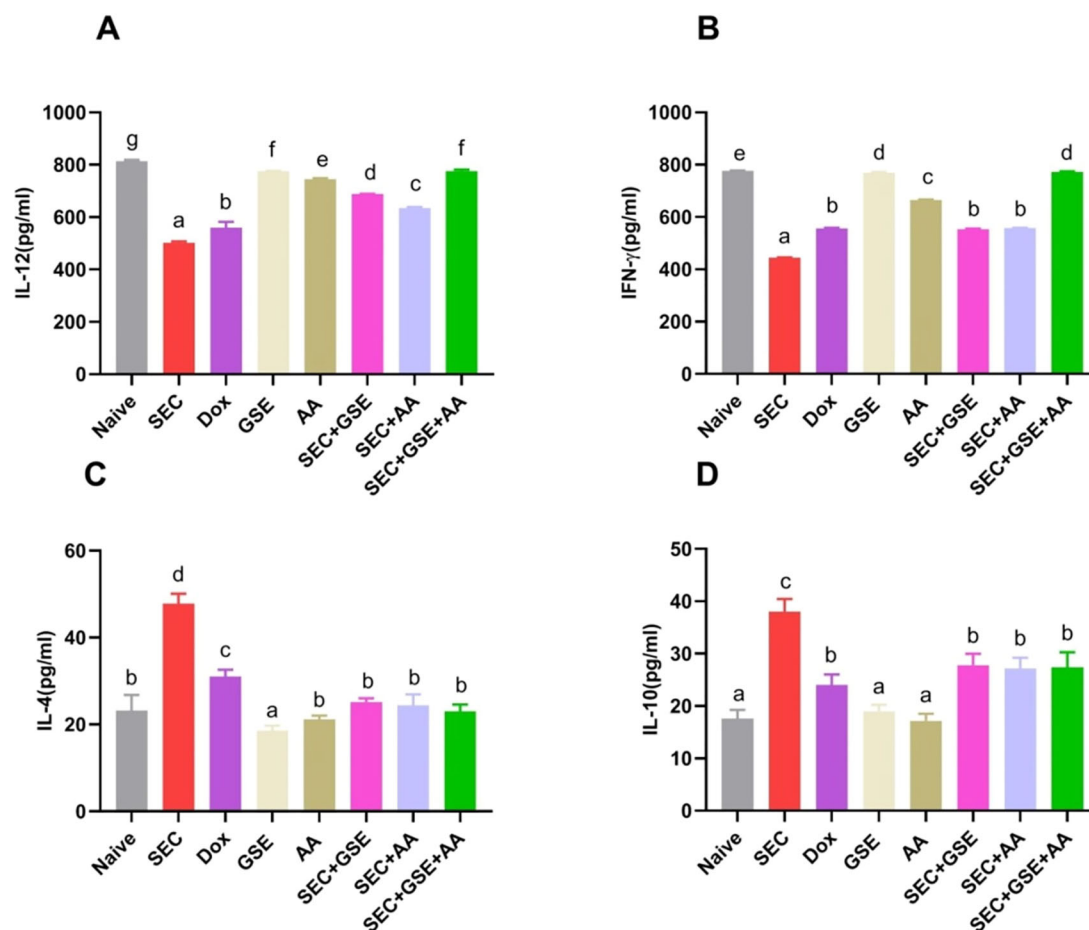 A
IL-12(pg/ml)
1000
800
600
400
200
0
g
a
b
f
e
d
c
f
Naive
SEC
Dox
GSE
AA
SEC+GSE
SEC+AA
SEC+GSE+AA
B
IFN-γ(pg/ml)
1000
800
600
400
200
0
e
a
b
d
c
b
b
d
Naive
SEC
Dox
GSE
AA
SEC+GSE
SEC+AA
SEC+GSE+AA
C
IL-4(pg/ml)
60
40
20
0
b
d
c
a
b
b
b
b
Naive
SEC
Dox
GSE
AA
SEC+GSE
SEC+AA
SEC+GSE+AA
D
IL-10(pg/ml)
50
40
30
20
10
0
a
c
b
a
a
b
b
b
Naive
SEC
Dox
GSE
AA
SEC+GSE
SEC+AA
SEC+GSE+AA